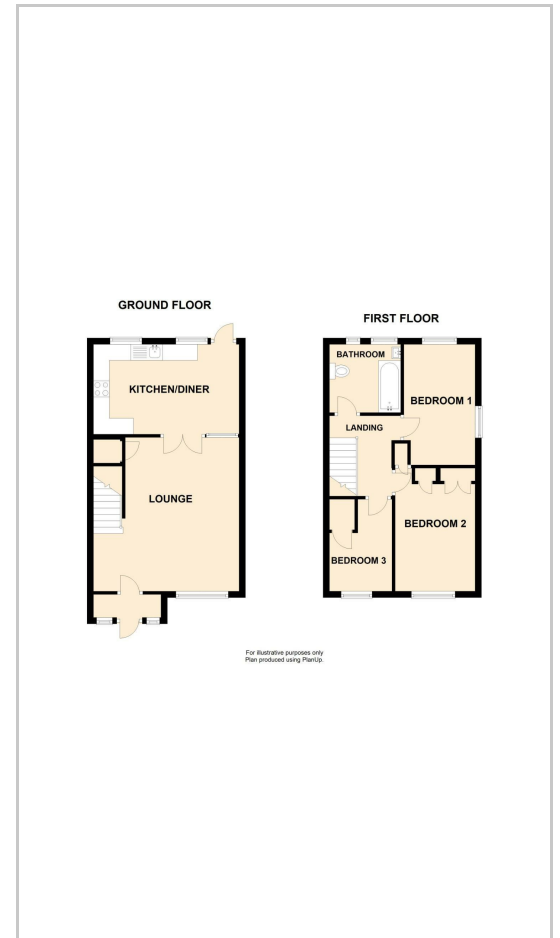 GROUND FLOOR
KITCHEN/DINER
LOUNGE
FIRST FLOOR
BATHROOM
BEDROOM 1
LANDING
BEDROOM 2
BEDROOM 3
For illustrative purposes only
Plan produced using PlanUp.